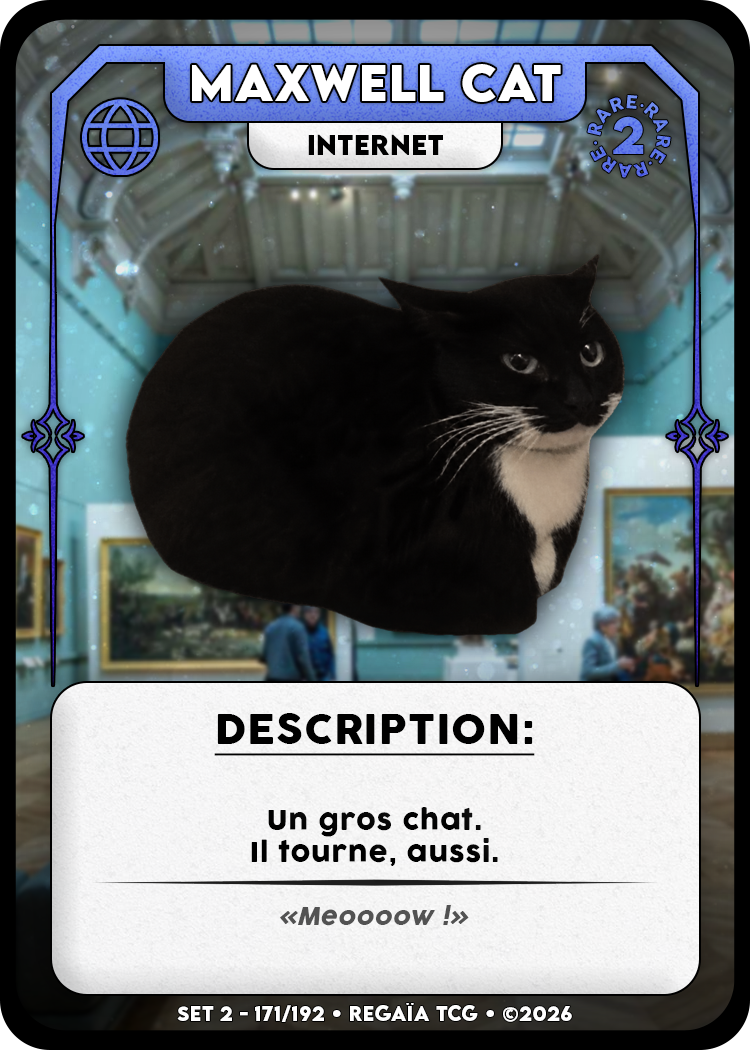 MAXWELL CAT
INTERNET
RARE • RARE • RARE •
2
DESCRIPTION:
Un gros chat.
Il tourne, aussi.
«Meoooow !»
SET 2 - 171/192 • REGAÏA TCG • ©2026